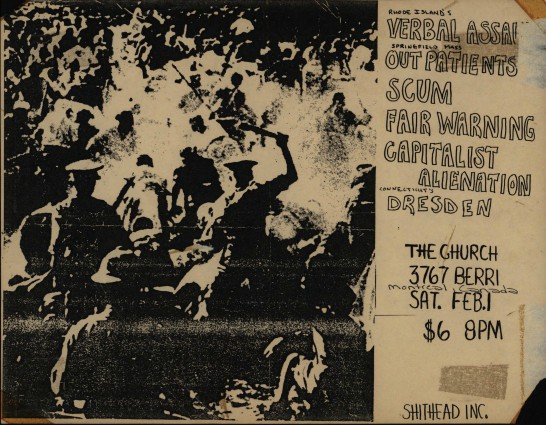 RHODE ISLAND'S
VERBAL ASSAU
SPRINGFIELD MASS
OUT PATIENTS
SCUM
FAIR WARNING
CAPITALIST
ALIENATION
CONNECTICUT'S
DRESDEN
THE CHURCH
3767 BERRI
Montreal Canada
SAT. FEB.1
$6 8PM
SHITHEAD INC.